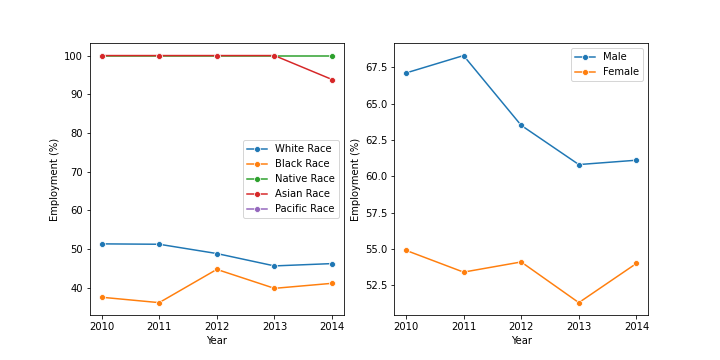 100
90
80
70
60
50
40
Employment (%)
2010 2011 2012 2013 2014
Year
White Race
Black Race
Native Race
Asian Race
Pacific Race
67.5
65.0
62.5
60.0
57.5
55.0
52.5
Employment (%)
2010 2011 2012 2013 2014
Year
Male
Female